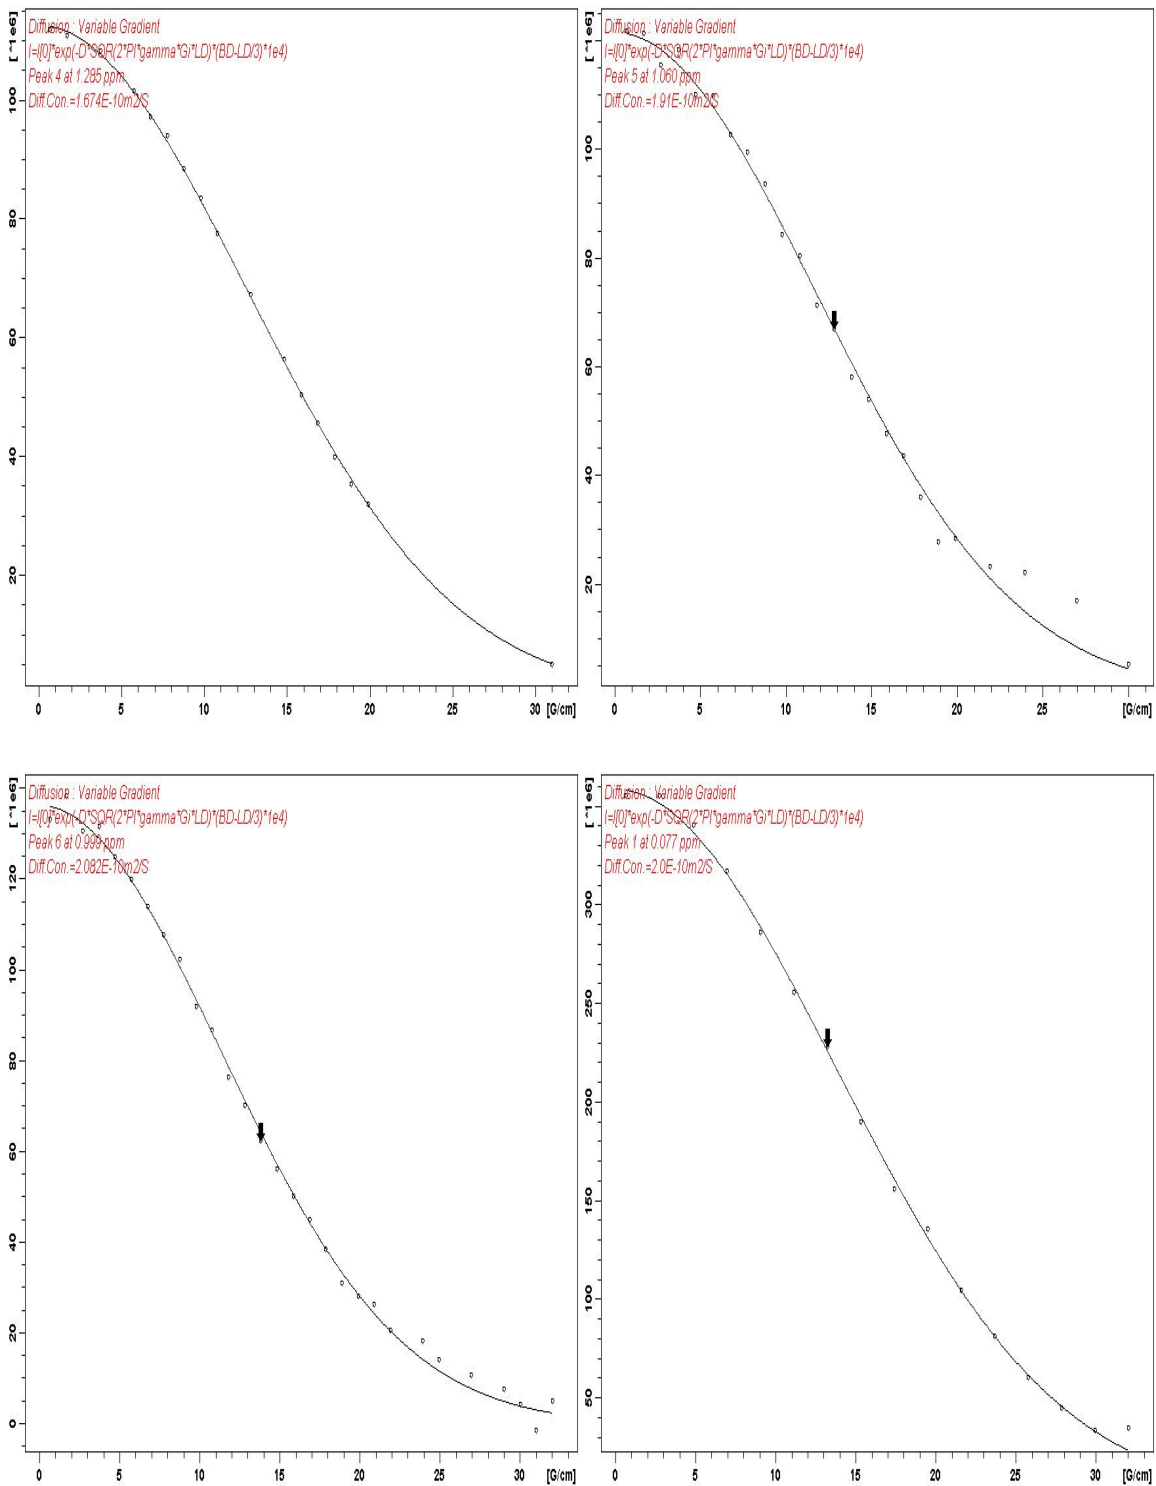 [ *1e6]
Diffusion : Variable Gradient
I=I[0]*exp(-D*SQR(2*PI*gamma*Gi*LD)*(BD-LD/3)*1e4)
Peak 4 at 1.285 ppm
Diff.Con.=1.674E-10m2/S
100
80
60
40
20
0 5 10 15 20 25 30 [G/cm]
[ *1e6]
Diffusion : Variable Gradient
I=I[0]*exp(-D*SQR(2*PI*gamma*Gi*LD)*(BD-LD/3)*1e4)
Peak 5 at 1.060 ppm
Diff.Con.=1.91E-10m2/S
100
80
60
40
20
0 5 10 15 20 25 [G/cm]
[ *1e6]
Diffusion : Variable Gradient
I=I[0]*exp(-D*SQR(2*PI*gamma*Gi*LD)*(BD-LD/3)*1e4)
Peak 6 at 0.999 ppm
Diff.Con.=2.082E-10m2/S
120
100
80
60
40
20
0
0 5 10 15 20 25 30 [G/cm]
[ *1e6]
Diffusion : Variable Gradient
I=I[0]*exp(-D*SQR(2*PI*gamma*Gi*LD)*(BD-LD/3)*1e4)
Peak 1 at 0.077 ppm
Diff.Con.=2.0E-10m2/S
300
250
200
150
100
50
0 5 10 15 20 25 30 [G/cm]